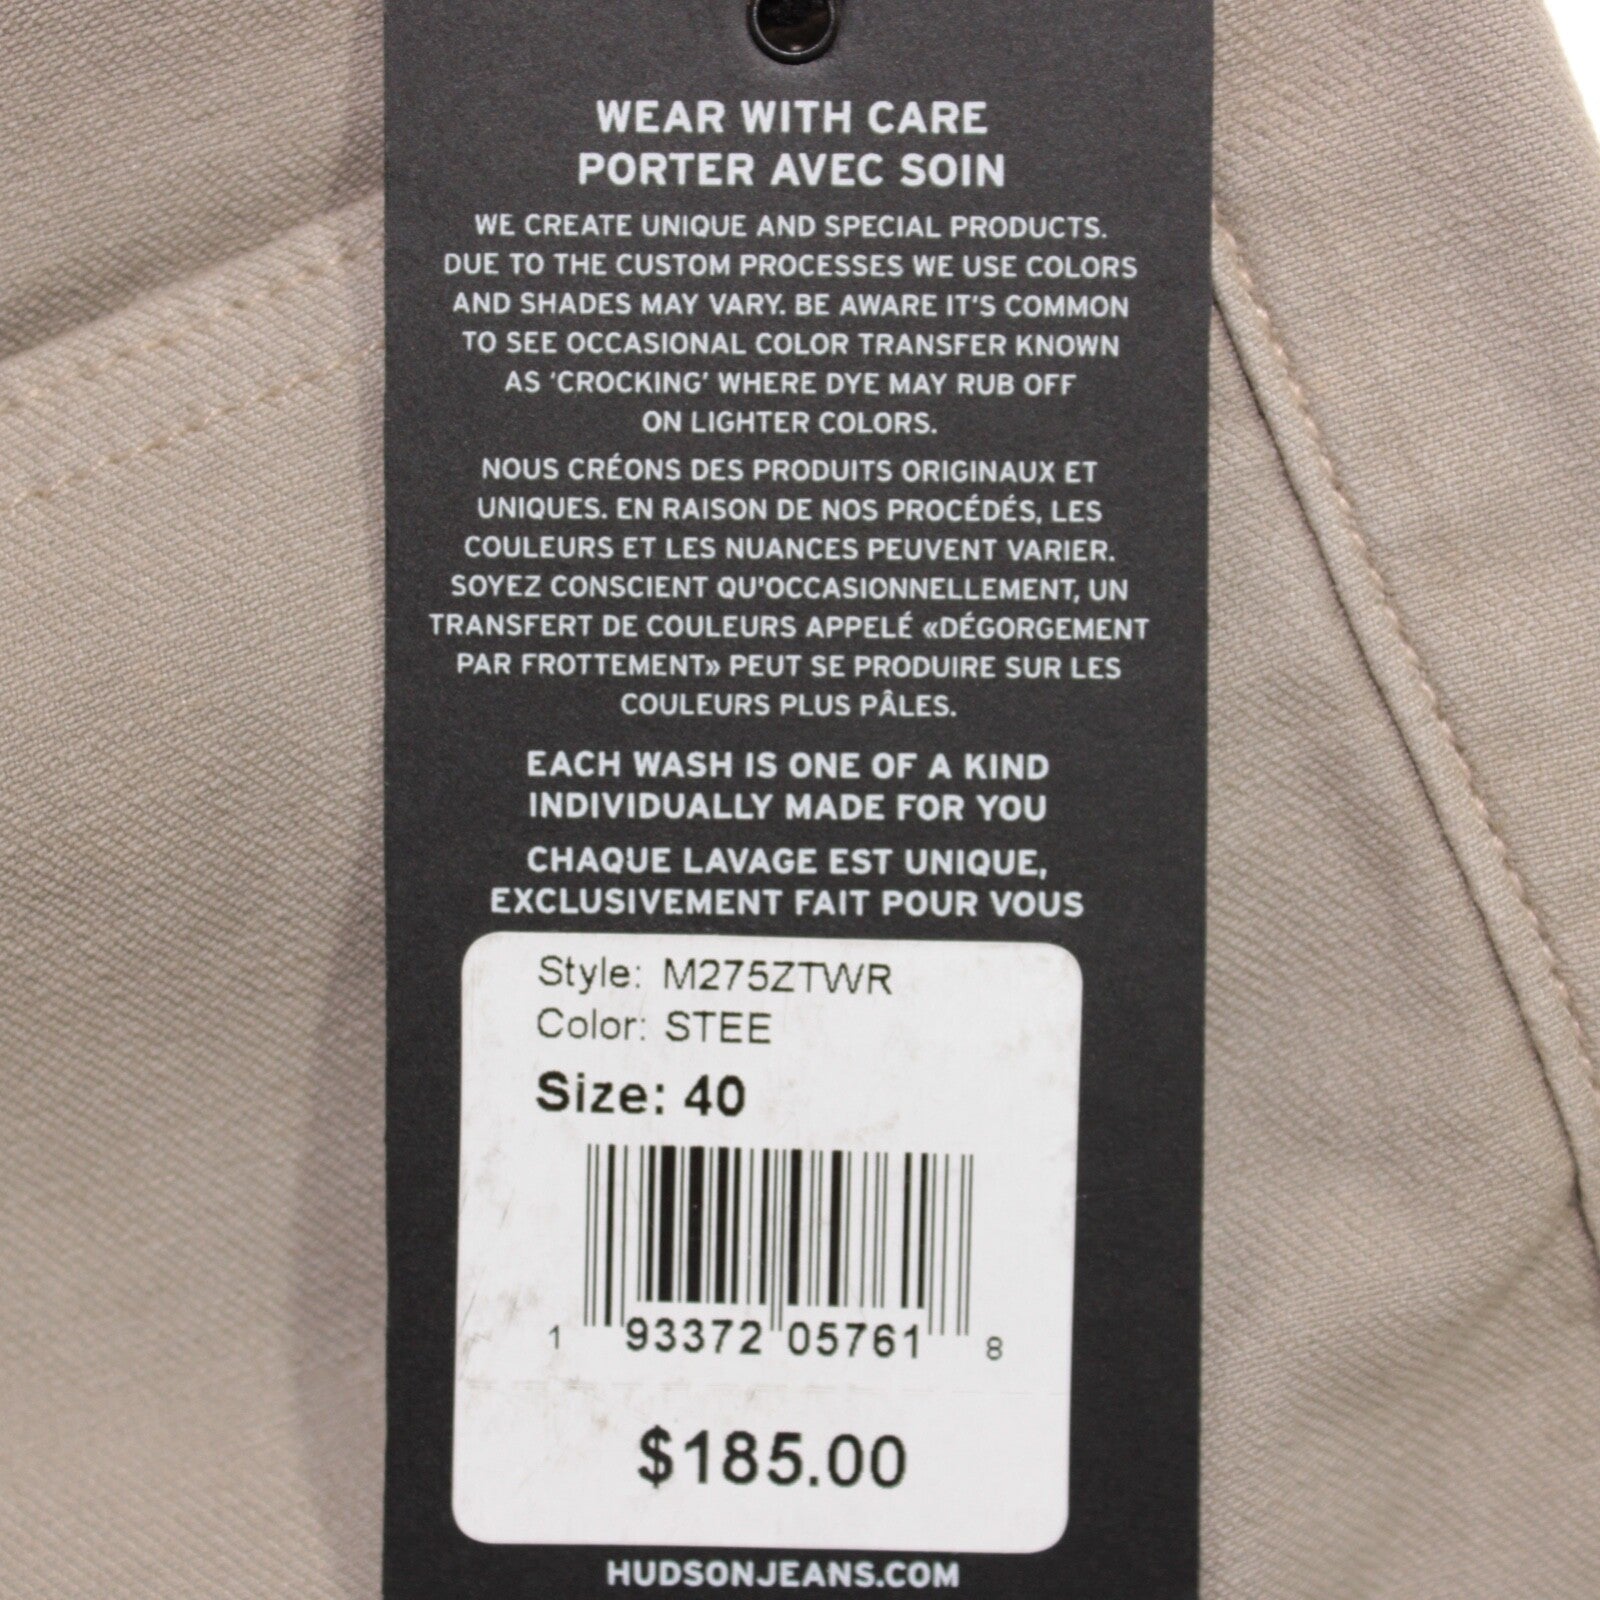 WEAR WITH CARE
PORTER AVEC SOIN
WE CREATE UNIQUE AND SPECIAL PRODUCTS.
DUE TO THE CUSTOM PROCESSES WE USE COLORS
AND SHADES MAY VARY. BE AWARE IT'S COMMON
TO SEE OCCASIONAL COLOR TRANSFER KNOWN
AS 'CROCKING' WHERE DYE MAY RUB OFF
ON LIGHTER COLORS.
NOUS CRÉONS DES PRODUITS ORIGINAUX ET
UNIQUES. EN RAISON DE NOS PROCÉDÉS, LES
COULEURS ET LES NUANCES PEUVENT VARIER.
SOYEZ CONSCIENT QU'OCCASIONNELLEMENT, UN
TRANSFERT DE COULEURS APPELÉ «DÉGORGEMENT
PAR FROTTEMENT» PEUT SE PRODUIRE SUR LES
COULEURS PLUS PÂLES.
EACH WASH IS ONE OF A KIND
INDIVIDUALLY MADE FOR YOU
CHAQUE LAVAGE EST UNIQUE,
EXCLUSIVEMENT FAIT POUR VOUS
Style: M275ZTWR
Color: STEE
Size: 40
1 93372 05761 8
$185.00
HUDSONJEANS.COM